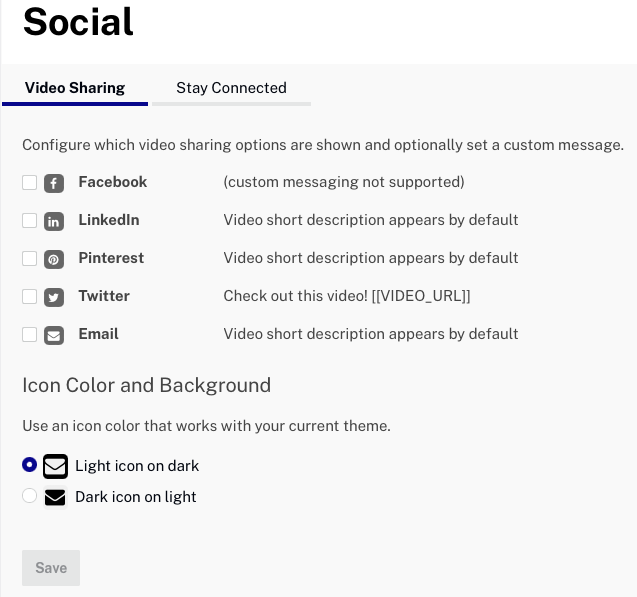 Social
Video Sharing Stay Connected
Configure which video sharing options are shown and optionally set a custom message.
Facebook (custom messaging not supported)
LinkedIn Video short description appears by default
Pinterest Video short description appears by default
Twitter Check out this video! [[VIDEO_URL]]
Email Video short description appears by default
Icon Color and Background
Use an icon color that works with your current theme.
Light icon on dark
Dark icon on light
Save